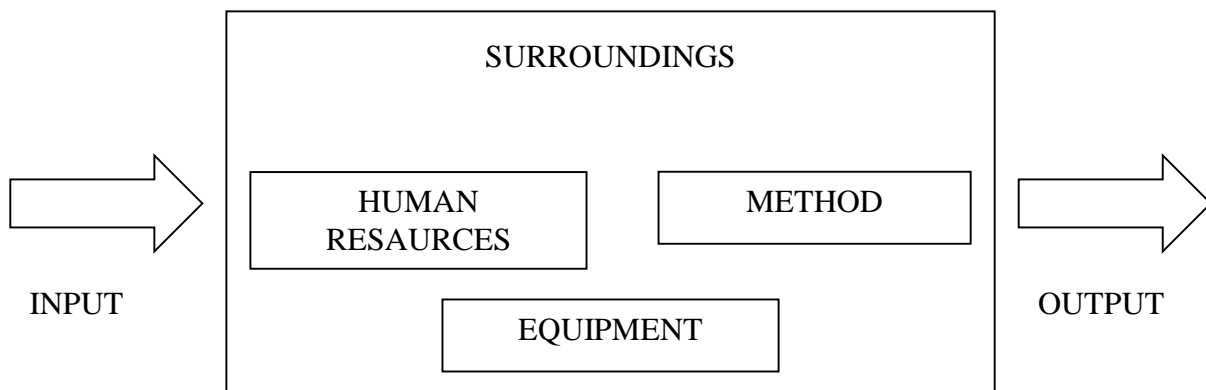 SURROUNDINGS
HUMAN
RESAURCES
METHOD
INPUT
OUTPUT
EQUIPMENT